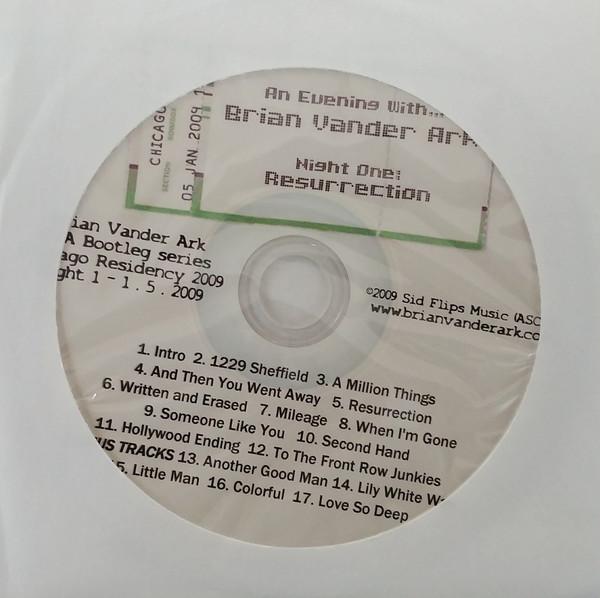 An Evening With...
Brian Vander Ark
Night One:
Resurrection
CHICAGO
SECTION
05 JAN 2009
ian Vander Ark
A Bootleg series
ago Residency 2009
ght 1 - 1.5.2009
©2009 Sid Flips Music (ASC
www.brianvanderark.co
1. Intro 2. 1229 Sheffield 3. A Million Things
4. And Then You Went Away 5. Resurrection
6. Written and Erased 7. Mileage 8. When I'm Gone
9. Someone Like You 10. Second Hand
11. Hollywood Ending 12. To The Front Row Junkies
US TRACKS 13. Another Good Man 14. Lily White W
5. Little Man 16. Colorful 17. Love So Deep